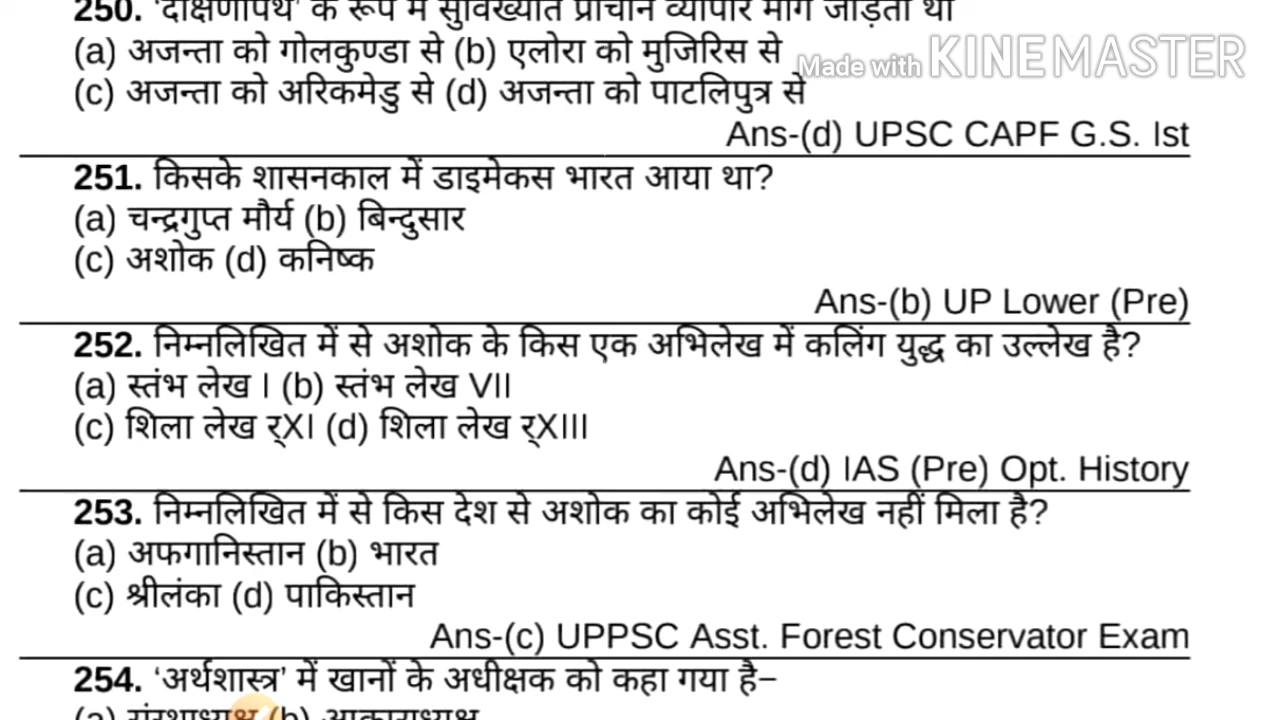 250. 'दक्षिणापथ' के रूप में सुविख्यात प्राचीन व्यापार मार्ग जोड़ता था
(a) अजन्ता को गोलकुण्डा से (b) एलोरा को मुजिरिस से
Made with KINEMASTER
(c) अजन्ता को अरिकमेडु से (d) अजन्ता को पाटलिपुत्र से
Ans-(d) UPSC CAPF G.S. Ist
251. किसके शासनकाल में डाइमेकस भारत आया था?
(a) चन्द्रगुप्त मौर्य (b) बिन्दुसार
(c) अशोक (d) कनिष्क
Ans-(b) UP Lower (Pre)
252. निम्नलिखित में से अशोक के किस एक अभिलेख में कलिंग युद्ध का उल्लेख है?
(a) स्तंभ लेख I (b) स्तंभ लेख VII
(c) शिला लेख र्XI (d) शिला लेख र्XIII
Ans-(d) IAS (Pre) Opt. History
253. निम्नलिखित में से किस देश से अशोक का कोई अभिलेख नहीं मिला है?
(a) अफगानिस्तान (b) भारत
(c) श्रीलंका (d) पाकिस्तान
Ans-(c) UPPSC Asst. Forest Conservator Exam
254. ‘अर्थशास्त्र’ में खानों के अधीक्षक को कहा गया है–
(a) (b)